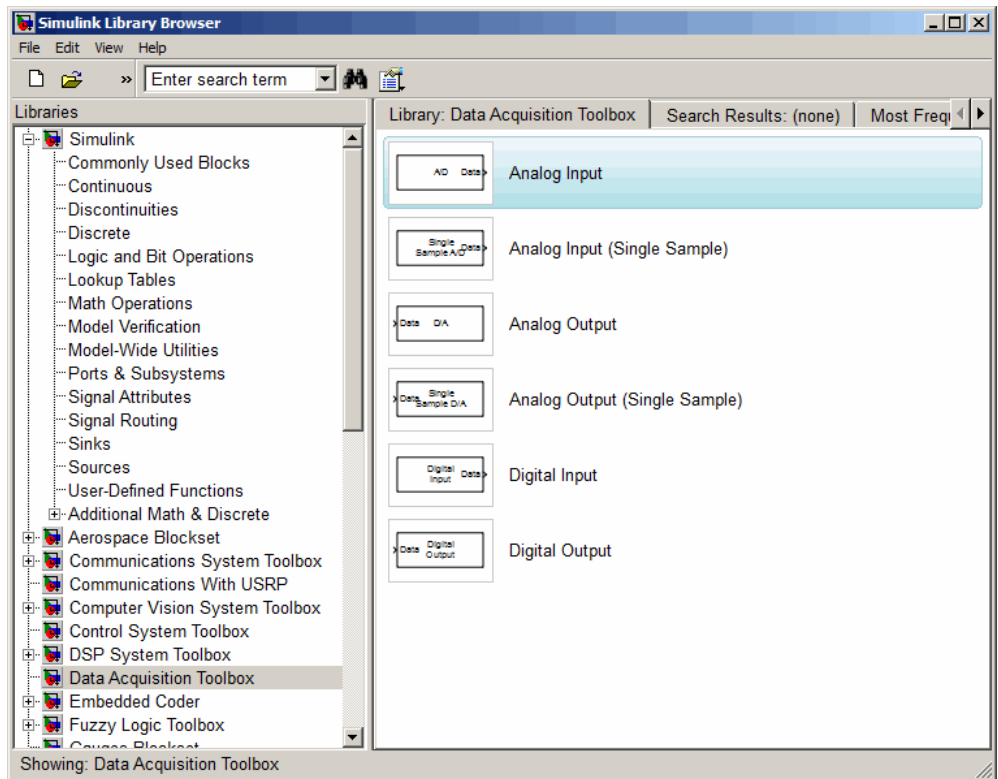 Simulink Library Browser
File Edit View Help
» Enter search term
Libraries
Simulink
Commonly Used Blocks
Continuous
Discontinuities
Discrete
Logic and Bit Operations
Lookup Tables
Math Operations
Model Verification
Model-Wide Utilities
Ports & Subsystems
Signal Attributes
Signal Routing
Sinks
Sources
User-Defined Functions
Additional Math & Discrete
Aerospace Blockset
Communications System Toolbox
Communications With USRP
Computer Vision System Toolbox
Control System Toolbox
DSP System Toolbox
Data Acquisition Toolbox
Embedded Coder
Fuzzy Logic Toolbox
Gauges Blockset
Library: Data Acquisition Toolbox Search Results: (none) Most Frequ
A/D Data
Analog Input
Single
Sample A/D Data
Analog Input (Single Sample)
Data D/A
Analog Output
Data Single
Sample D/A
Analog Output (Single Sample)
Digital
Input Data
Digital Input
Data Digital
Output
Digital Output
Showing: Data Acquisition Toolbox